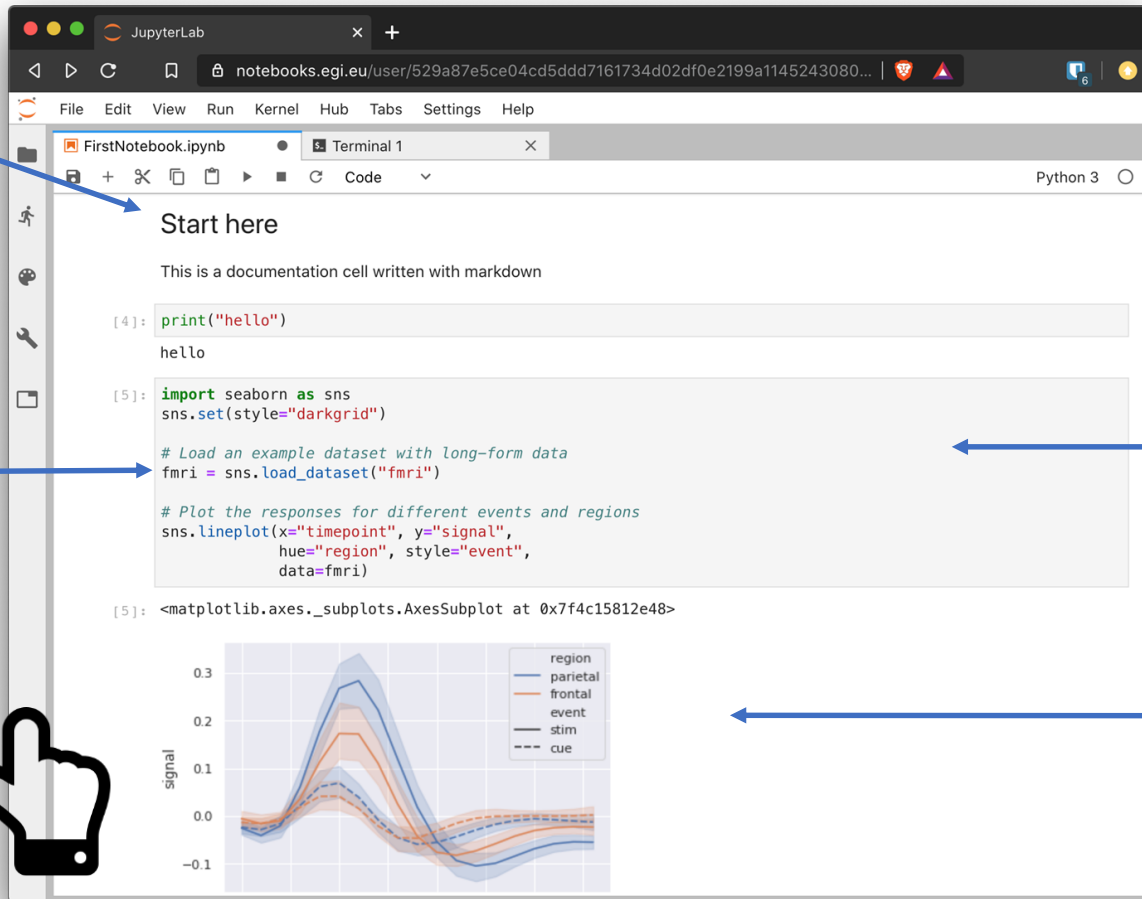 JupyterLab
notebooks.egi.eu/user/529a87e5ce04cd5ddd7161734d02df0e2199a1145243080...
6
File Edit View Run Kernel Hub Tabs Settings Help
FirstNotebook.ipynb
Terminal 1
Code
Python 3
Start here
This is a documentation cell written with markdown
[4]: print("hello")
hello
[5]: import seaborn as sns
sns.set(style="darkgrid")
# Load an example dataset with long-form data
fmri = sns.load_dataset("fmri")
# Plot the responses for different events and regions
sns.lineplot(x="timepoint", y="signal",
hue="region", style="event",
data=fmri)
[5]: <matplotlib.axes._subplots.AxesSubplot at 0x7f4c15812e48>
region
parietal
frontal
event
stim
cue
0.3
0.2
0.1
0.0
−0.1
signal